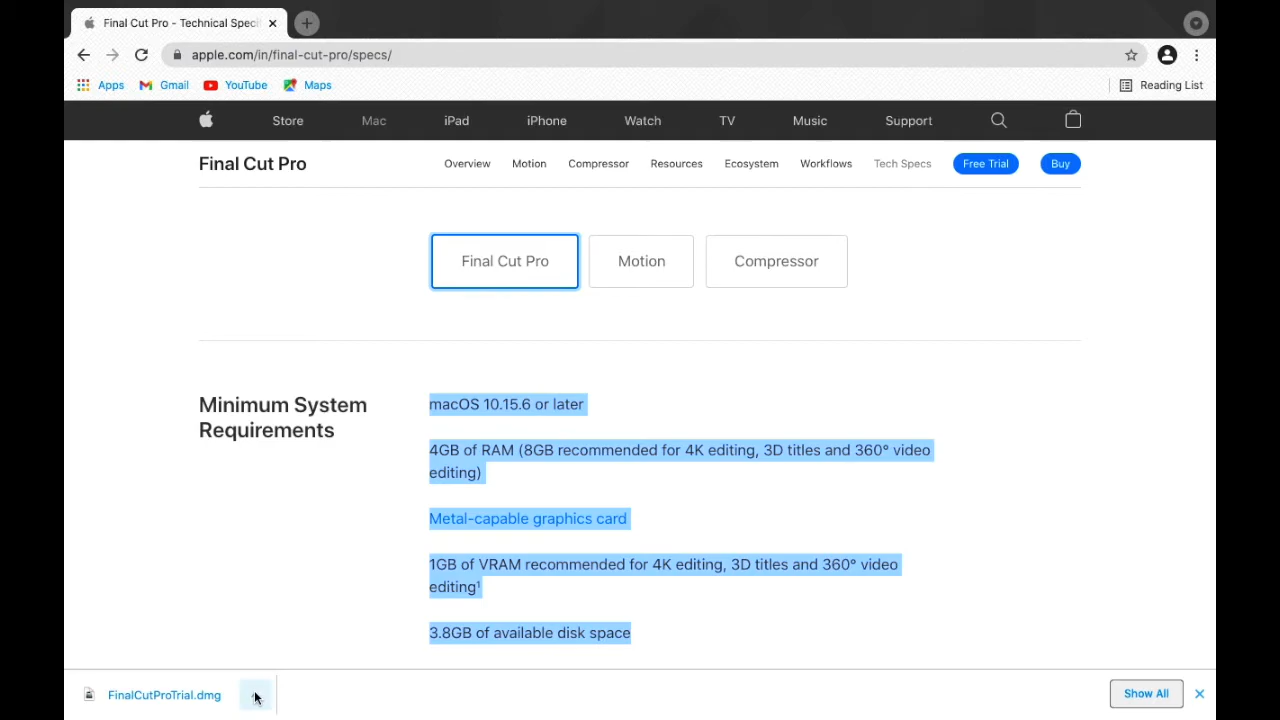 Final Cut Pro - Technical Speci
apple.com/in/final-cut-pro/specs/
Apps Gmail YouTube Maps Reading List
Store Mac iPad iPhone Watch TV Music Support
Final Cut Pro Overview Motion Compressor Resources Ecosystem Workflows Tech Specs Free Trial Buy
Final Cut Pro Motion Compressor
Minimum System
Requirements
macOS 10.15.6 or later
4GB of RAM (8GB recommended for 4K editing, 3D titles and 360° video
editing)
Metal-capable graphics card
1GB of VRAM recommended for 4K editing, 3D titles and 360° video
editing¹
3.8GB of available disk space
FinalCutProTrial.dmg Show All